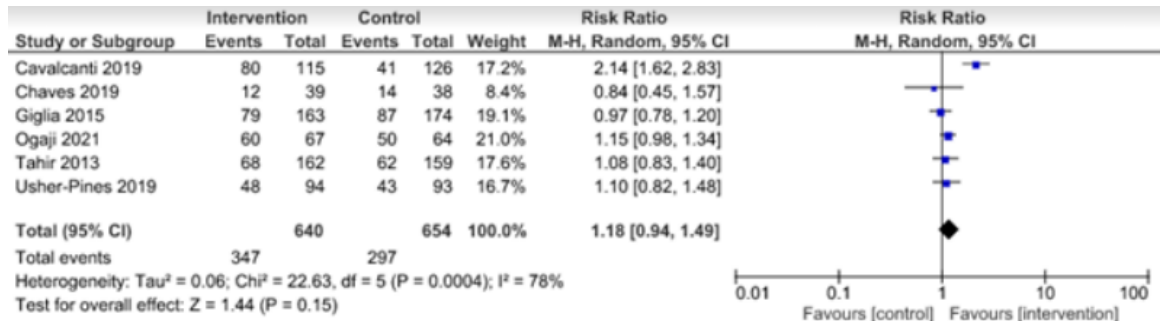 Intervention Control Risk Ratio Risk Ratio
Study or Subgroup Events Total Events Total Weight M-H, Random, 95% CI M-H, Random, 95% CI
Cavalcanti 2019 80 115 41 126 17.2% 2.14 [1.62, 2.83]
Chaves 2019 12 39 14 38 8.4% 0.84 [0.45, 1.57]
Giglia 2015 79 163 87 174 19.1% 0.97 [0.78, 1.20]
Ogaji 2021 60 67 50 64 21.0% 1.15 [0.98, 1.34]
Tahir 2013 68 162 62 159 17.6% 1.08 [0.83, 1.40]
Usher-Pines 2019 48 94 43 93 16.7% 1.10 [0.82, 1.48]
Total (95% CI) 640 654 100.0% 1.18 [0.94, 1.49]
Total events 347 297
Heterogeneity: Tau² = 0.06; Chi² = 22.63, df = 5 (P = 0.0004); I² = 78%
Test for overall effect: Z = 1.44 (P = 0.15)
0.01 0.1 1 10 100
Favours [control] Favours [intervention]